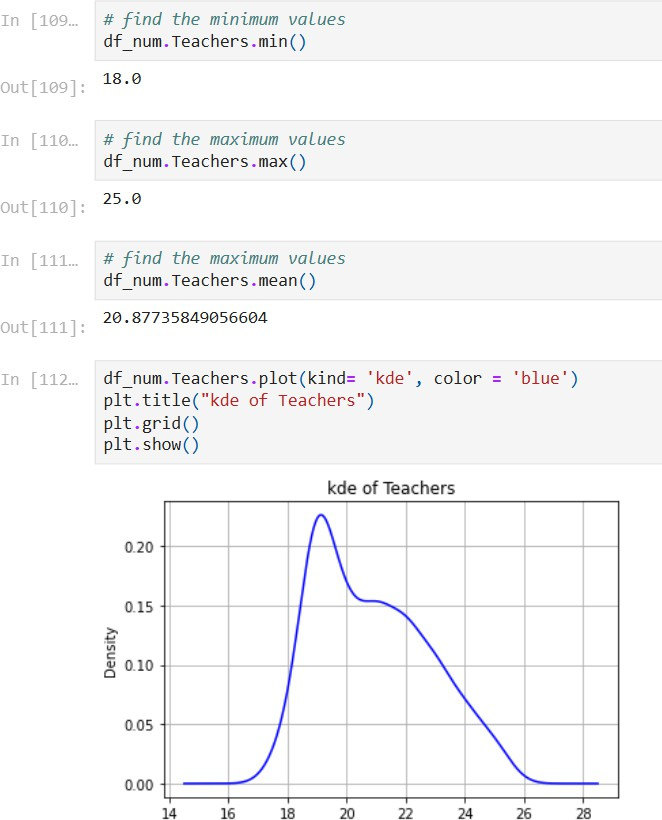 In [109…
# find the minimum values
df_num.Teachers.min()
Out[109]:
18.0
In [110…
# find the maximum values
df_num.Teachers.max()
Out[110]:
25.0
In [111…
# find the maximum values
df_num.Teachers.mean()
Out[111]:
20.87735849056604
In [112…
df_num.Teachers.plot(kind= 'kde', color = 'blue')
plt.title("kde of Teachers")
plt.grid()
plt.show()
kde of Teachers
0.20
0.15
0.10
0.05
0.00
Density
14 16 18 20 22 24 26 28